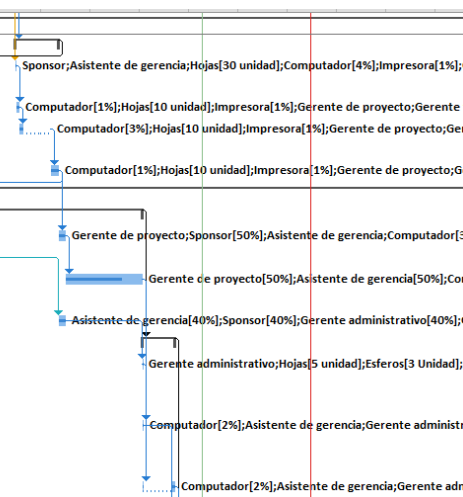 Sponsor;Asistente de gerencia;Hojas[30 unidad];Computador[4%];Impresora[1%];
Computador[1%];Hojas[10 unidad];Impresora[1%];Gerente de proyecto;Gerente
Computador[3%];Hojas[10 unidad];Impresora[1%];Gerente de proyecto;Ge
Computador[1%];Hojas[10 unidad];Impresora[1%];Gerente de proyecto;G
Gerente de proyecto;Sponsor[50%];Asistente de gerencia;Computador[
Gerente de proyecto[50%];Asistente de gerencia[50%];Co
Asistente de gerencia[40%];Sponsor[40%];Gerente administrativo[40%];
Gerente administrativo;Hojas[5 unidad];Esferos[3 Unidad];
Computador[2%];Asistente de gerencia;Gerente administr
Computador[2%];Asistente de gerencia;Gerente adn